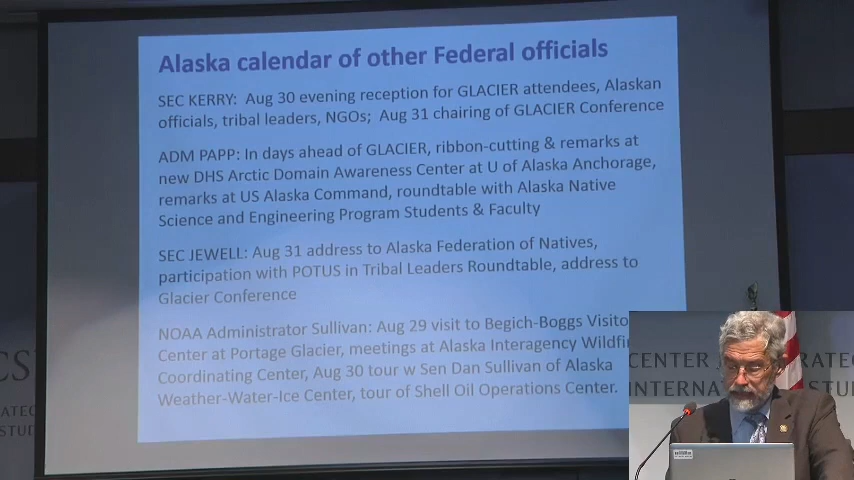 Alaska calendar of other Federal officials
SEC KERRY: Aug 30 evening reception for GLACIER attendees, Alaskan
officials, tribal leaders, NGOs; Aug 31 chairing of GLACIER Conference
ADM PAPP: In days ahead of GLACIER, ribbon-cutting & remarks at
new DHS Arctic Domain Awareness Center at U of Alaska Anchorage,
remarks at US Alaska Command, roundtable with Alaska Native
Science and Engineering Program Students & Faculty
SEC JEWELL: Aug 31 address to Alaska Federation of Natives,
participation with POTUS in Tribal Leaders Roundtable, address to
Glacier Conference
NOAA Administrator Sullivan: Aug 29 visit to Begich-Boggs Visito
Center at Portage Glacier, meetings at Alaska Interagency Wildfi
Coordinating Center, Aug 30 tour w Sen Dan Sullivan of Alaska
Weather-Water-Ice Center, tour of Shell Oil Operations Center.
CS
RATEG
STUD
CENTER
RATEG
INTERNA
STUDI